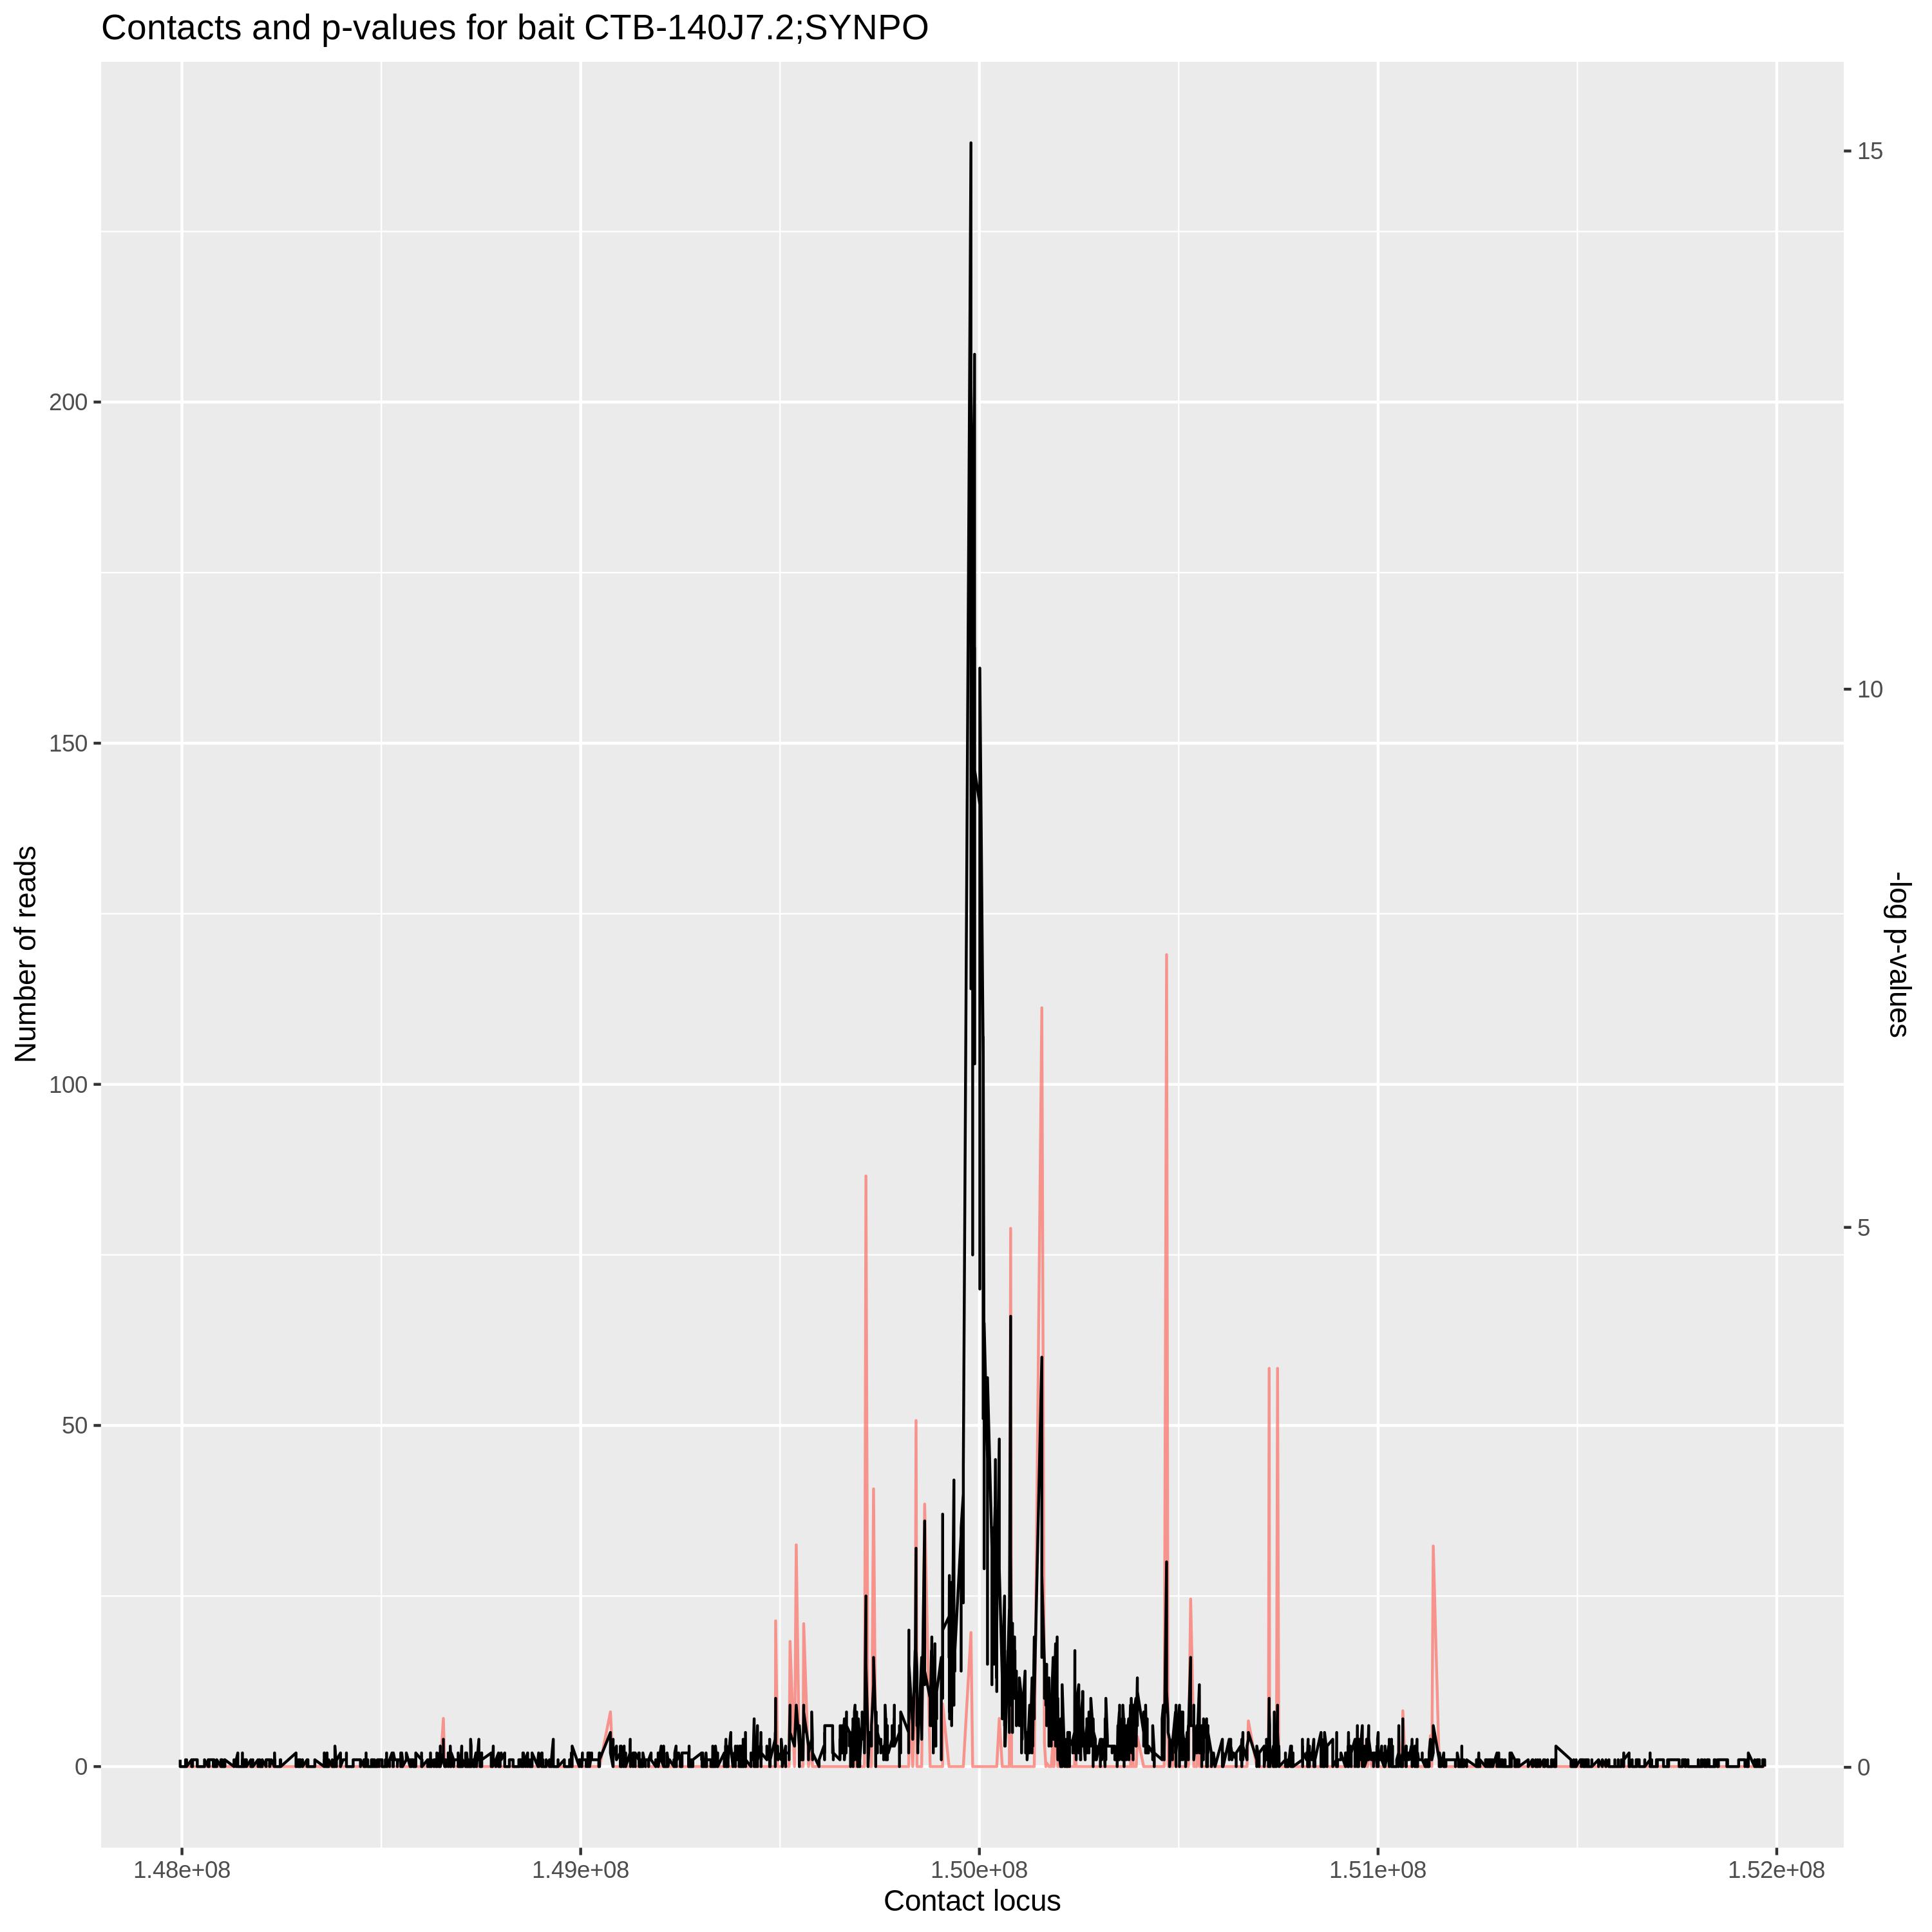 Contacts and p-values for bait CTB-140J7.2;SYNPO
15
200
10
150
Number of reads
-log p-values
100
5
50
0
0
1.48e+08 1.49e+08 1.50e+08 1.51e+08 1.52e+08
Contact locus